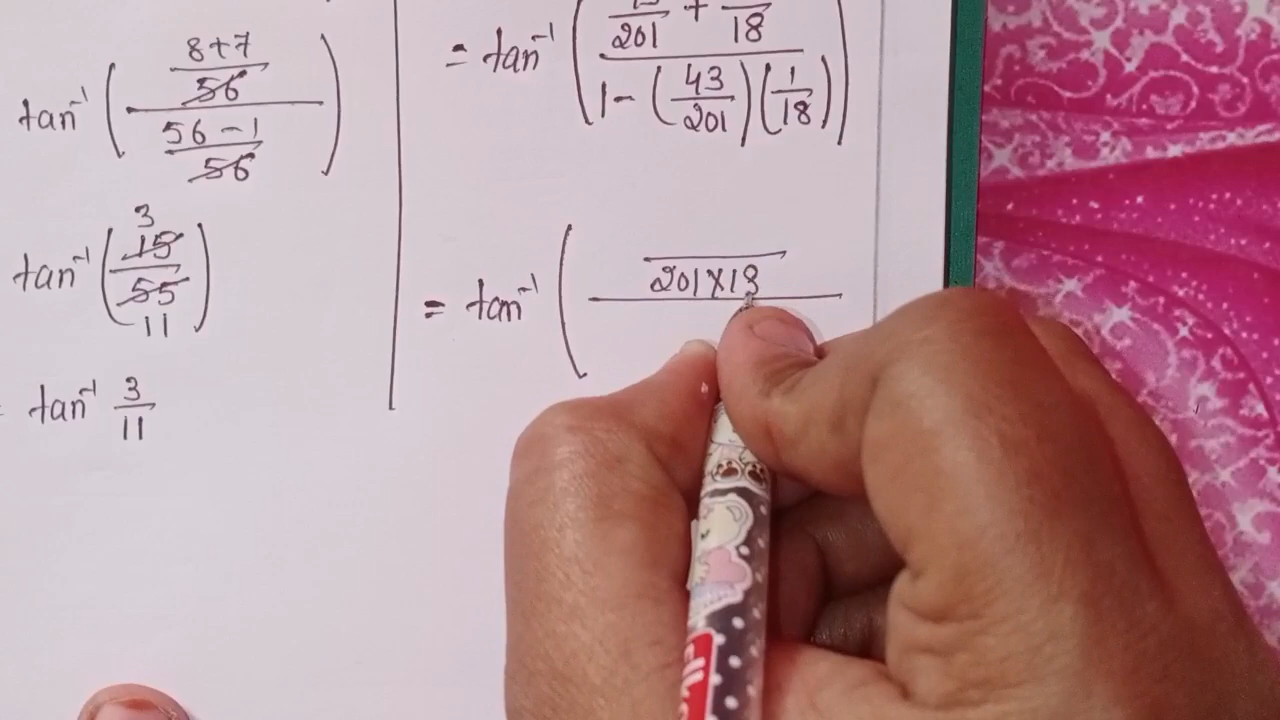 8+7
tan⁻¹ ( ─── )
56
56 - 1
56
3
tan⁻¹ ( 15 / 55 )
11
tan⁻¹ 3/11
= tan⁻¹ ( /201 + /18
1 - (43/201)(1/18) )
= tan⁻¹ (
201×18